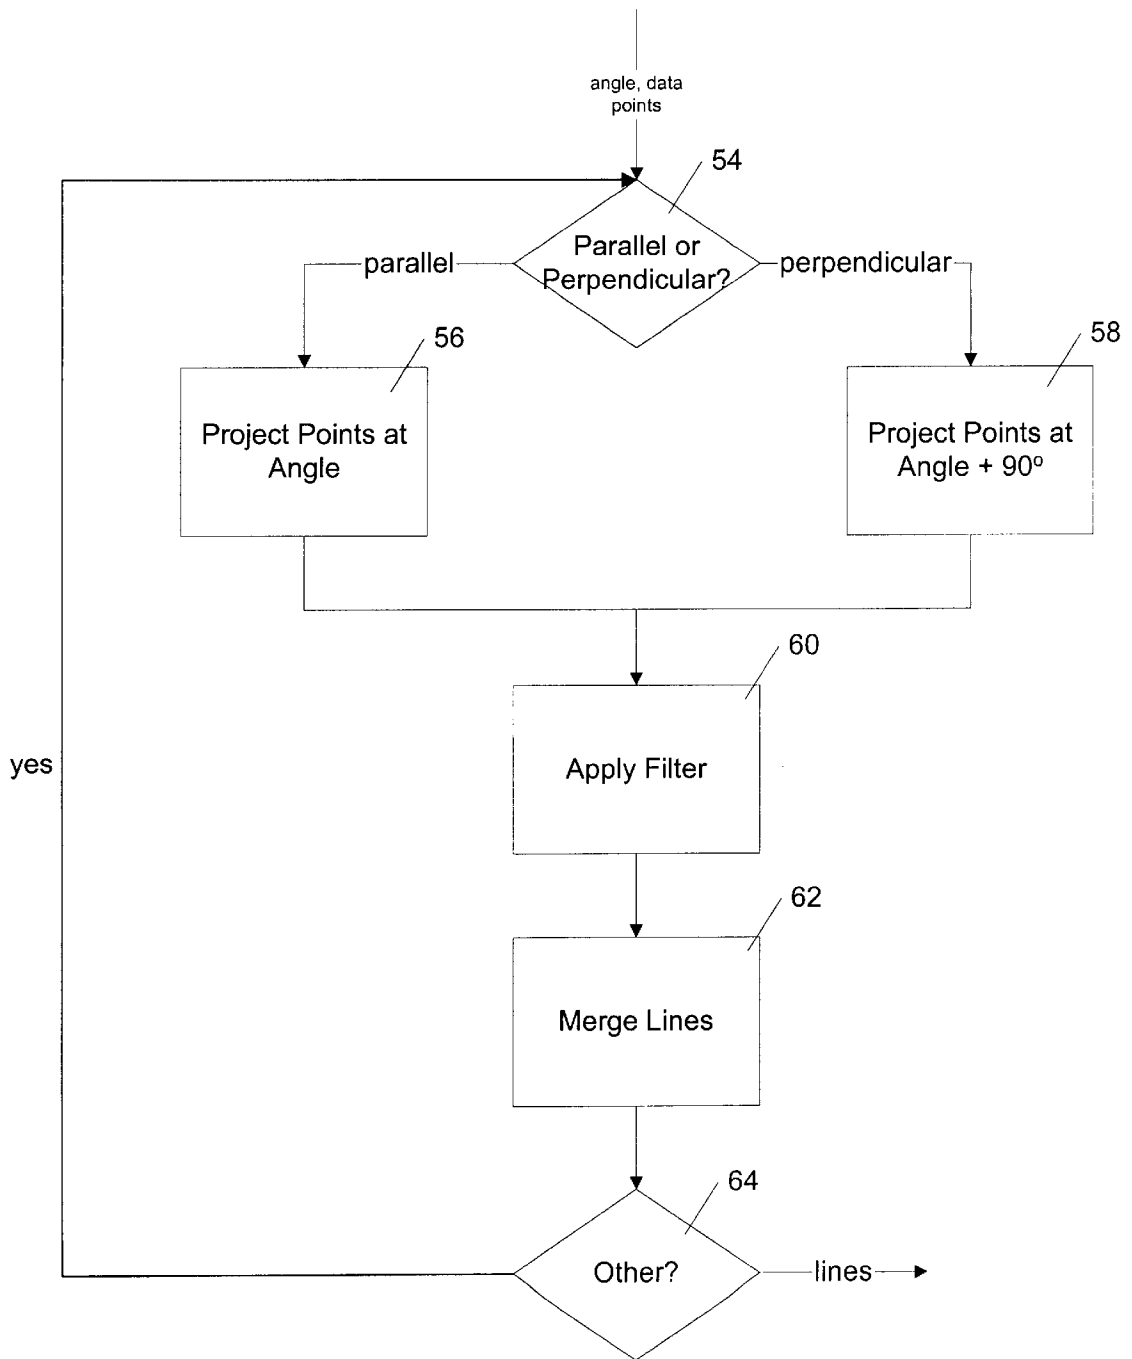 angle, data
points
54
Parallel or
Perpendicular?
parallel
perpendicular
56
58
Project Points at
Angle
Project Points at
Angle + 90º
60
yes
Apply Filter
62
Merge Lines
64
Other?
lines